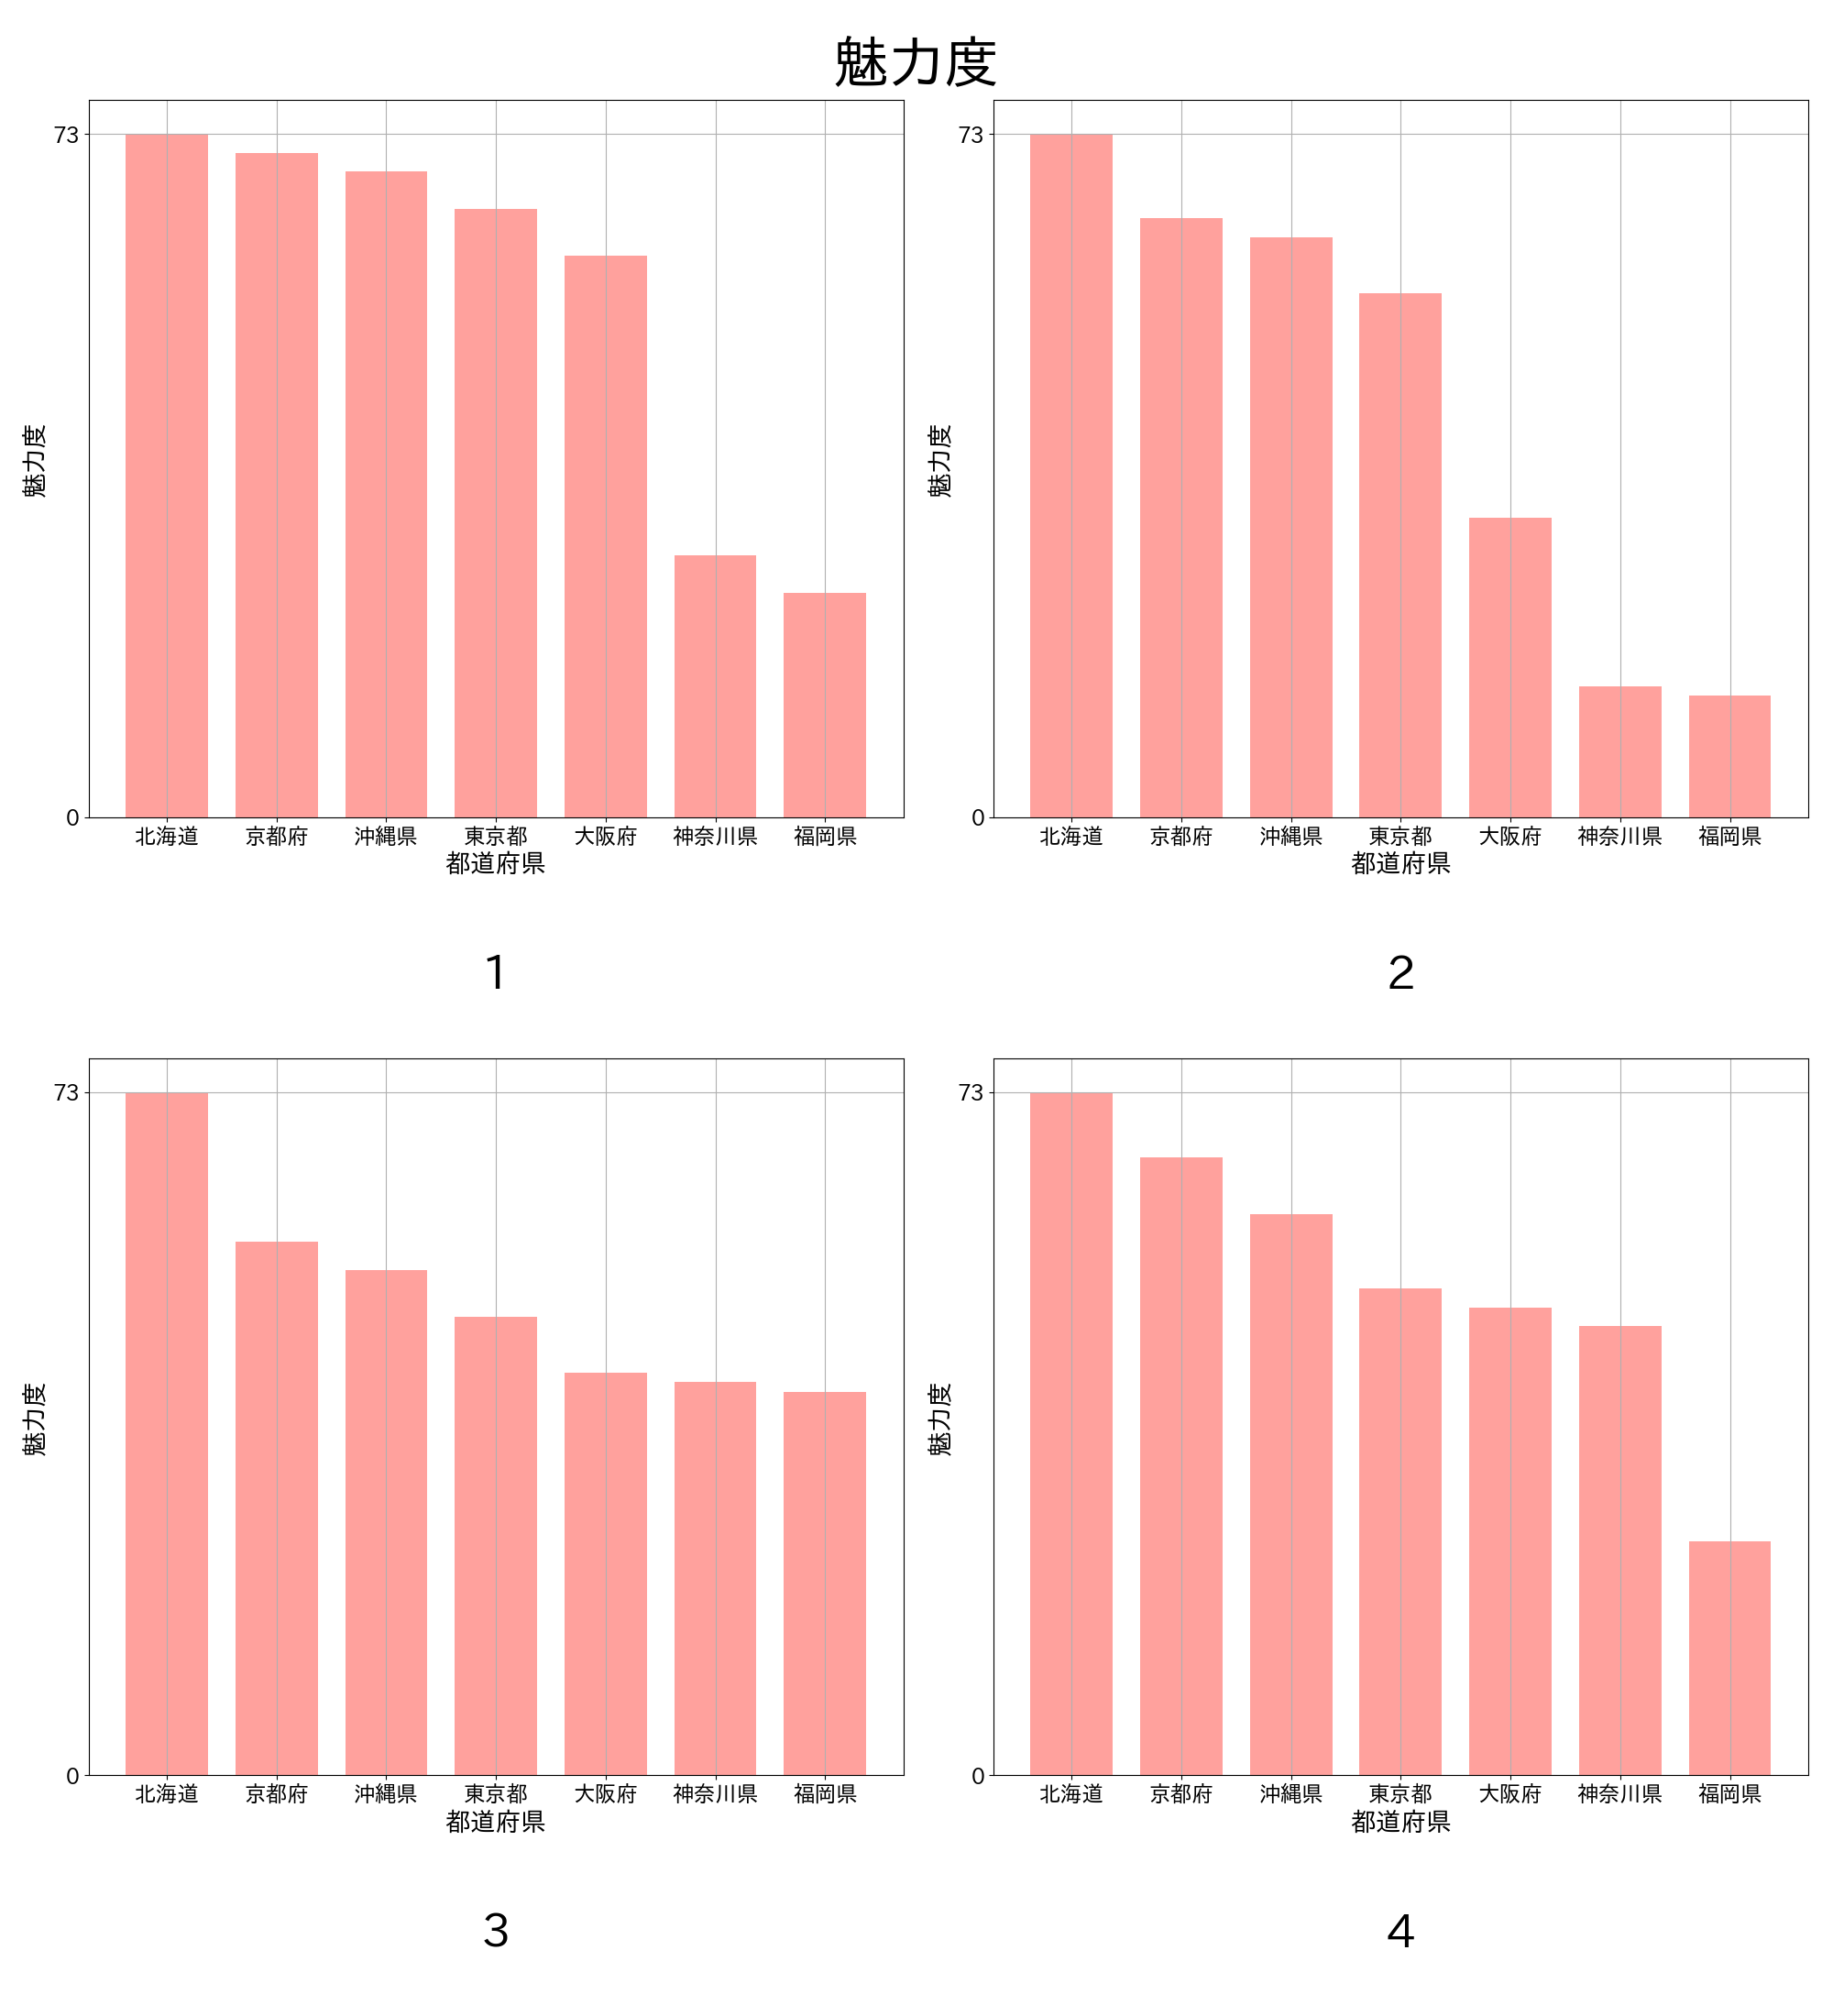 魅力度
73
0
魅力度
北海道 京都府 沖縄県 東京都 大阪府 神奈川県 福岡県
都道府県
1
73
0
魅力度
北海道 京都府 沖縄県 東京都 大阪府 神奈川県 福岡県
都道府県
2
73
0
魅力度
北海道 京都府 沖縄県 東京都 大阪府 神奈川県 福岡県
都道府県
3
73
0
魅力度
北海道 京都府 沖縄県 東京都 大阪府 神奈川県 福岡県
都道府県
4